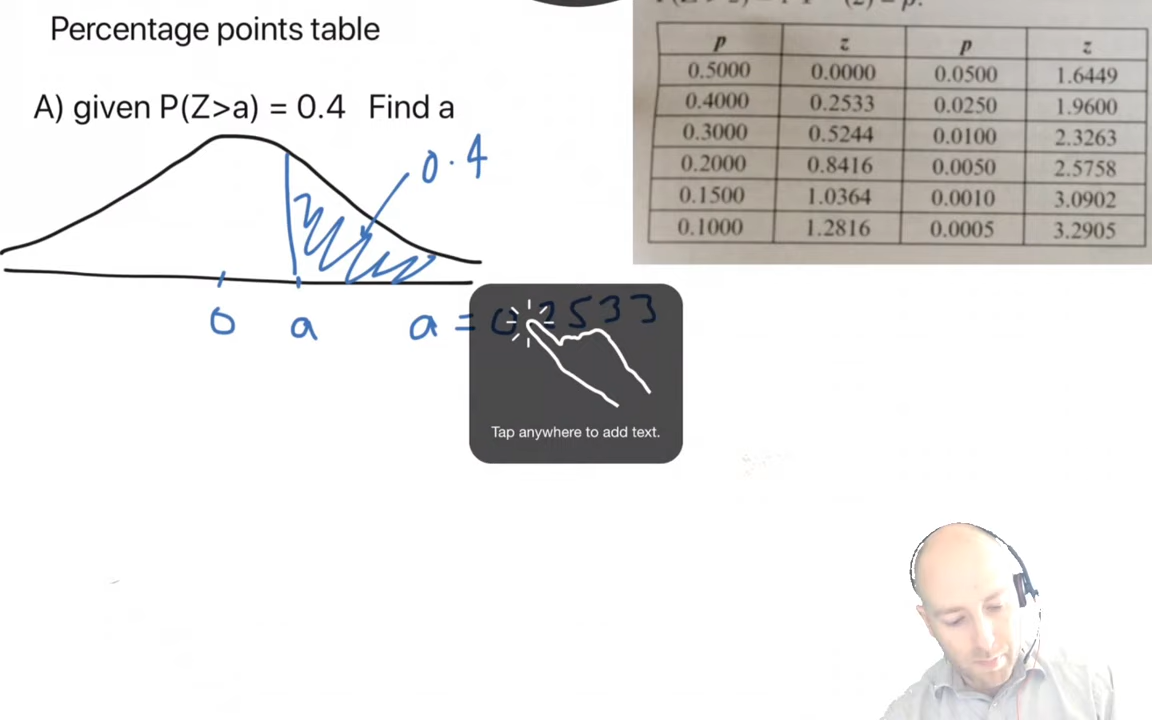 Percentage points table
A) given P(Z>a) = 0.4 Find a
0.4
0 a a = 0.2533
Tap anywhere to add text.
p z p z
0.5000 0.0000 0.0500 1.6449
0.4000 0.2533 0.0250 1.9600
0.3000 0.5244 0.0100 2.3263
0.2000 0.8416 0.0050 2.5758
0.1500 1.0364 0.0010 3.0902
0.1000 1.2816 0.0005 3.2905